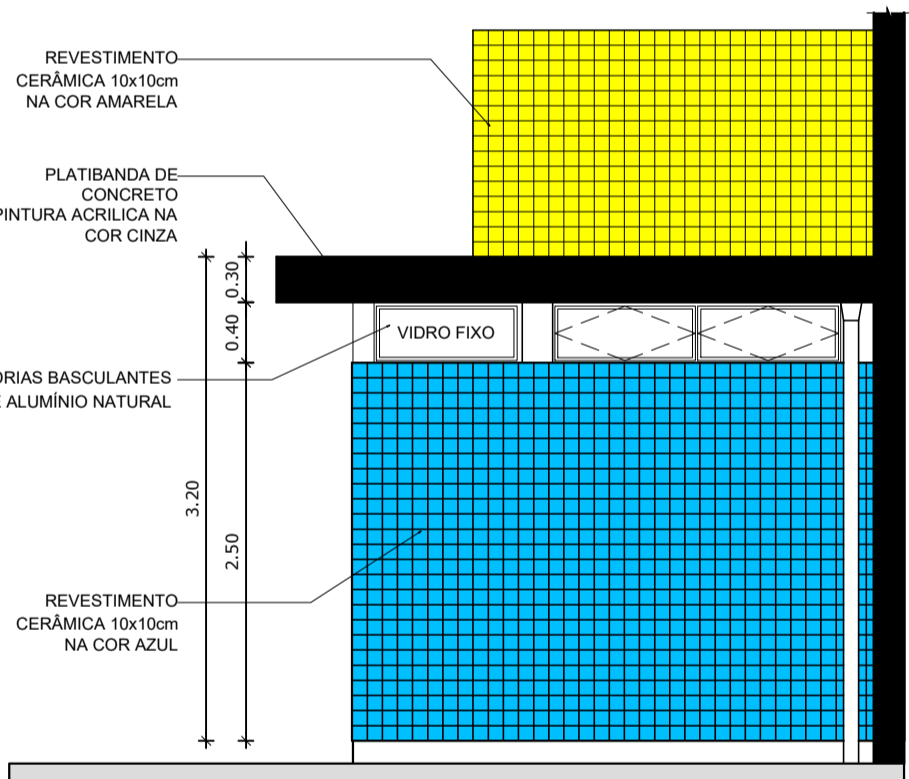 REVESTIMENTO
CERÂMICA 10x10cm
NA COR AMARELA
PLATIBANDA DE
CONCRETO
PINTURA ACRILICA NA
COR CINZA
0.30
0.40
VIDRO FIXO
BASCULANTES
ALUMÍNIO NATURAL
3.20
2.50
REVESTIMENTO
CERÂMICA 10x10cm
NA COR AZUL